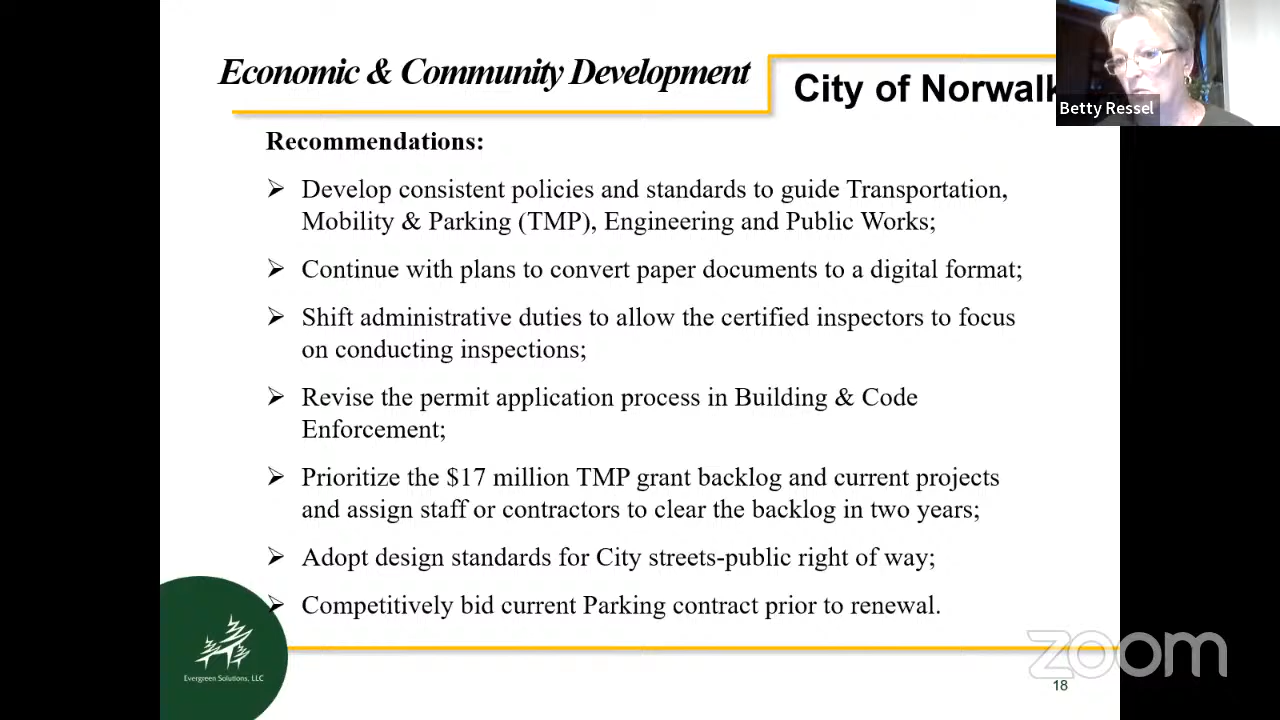 Economic & Community Development
City of Norwalk
Betty Ressel
Recommendations:
➢ Develop consistent policies and standards to guide Transportation,
Mobility & Parking (TMP), Engineering and Public Works;
➢ Continue with plans to convert paper documents to a digital format;
➢ Shift administrative duties to allow the certified inspectors to focus
on conducting inspections;
➢ Revise the permit application process in Building & Code
Enforcement;
➢ Prioritize the $17 million TMP grant backlog and current projects
and assign staff or contractors to clear the backlog in two years;
➢ Adopt design standards for City streets-public right of way;
➢ Competitively bid current Parking contract prior to renewal.
Evergreen Solutions, LLC
zoom
18